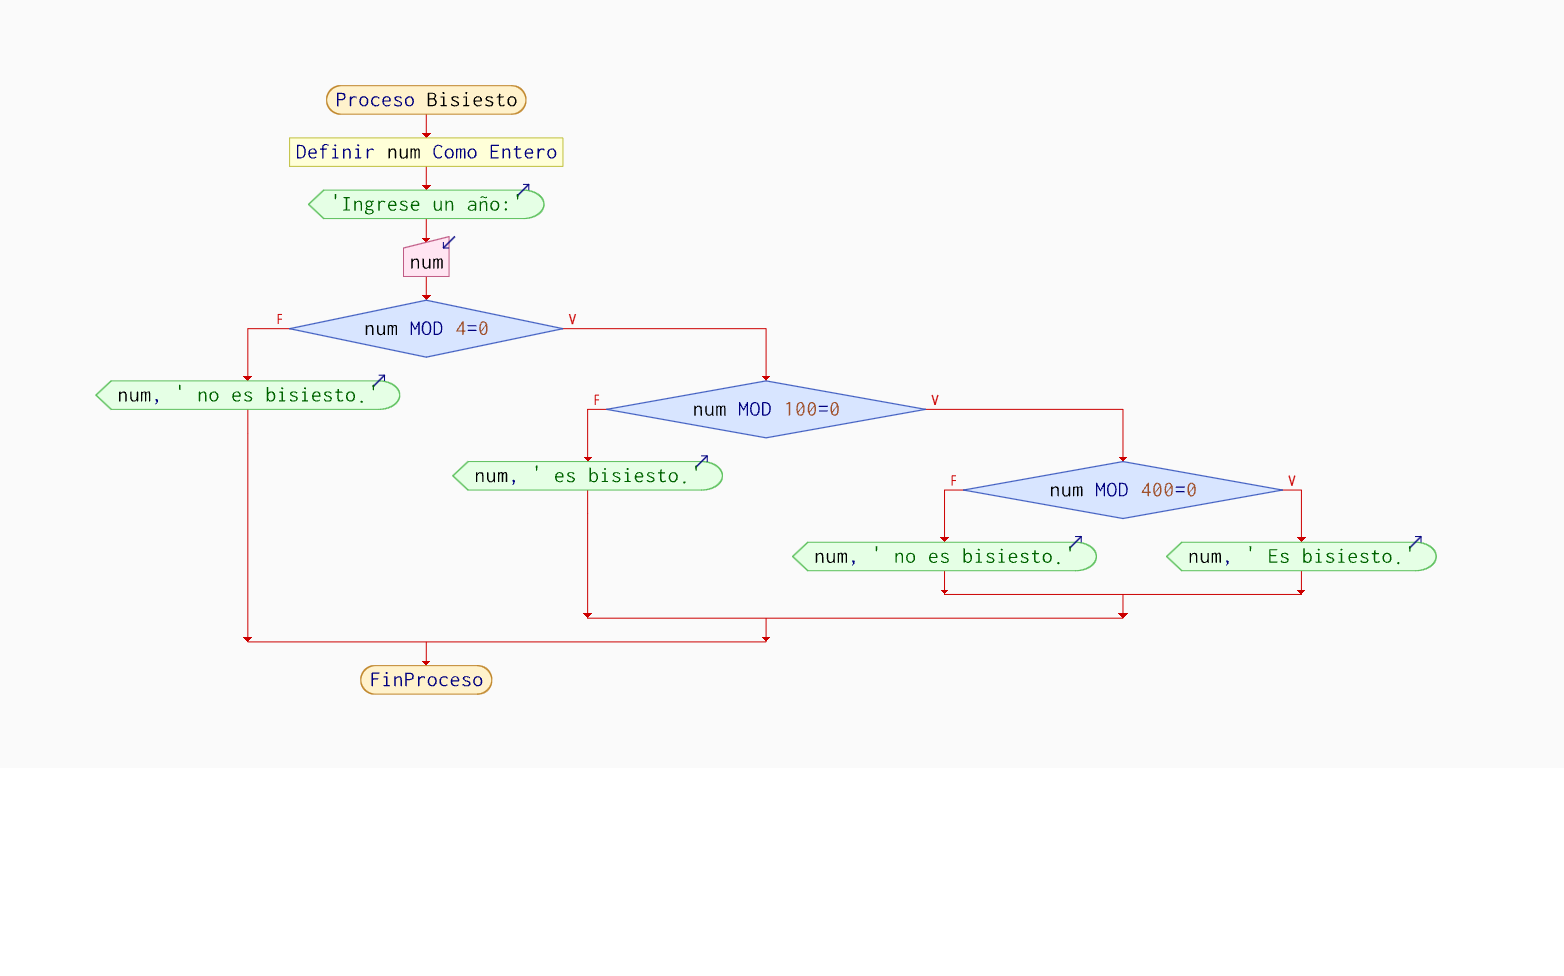 Proceso Bisiesto
Definir num Como Entero
'Ingrese un año:'
num
F
num MOD 4=0
V
num, ' no es bisiesto.'
F
num MOD 100=0
V
num, ' es bisiesto.'
F
num MOD 400=0
V
num, ' no es bisiesto.'
num, ' Es bisiesto.'
FinProceso